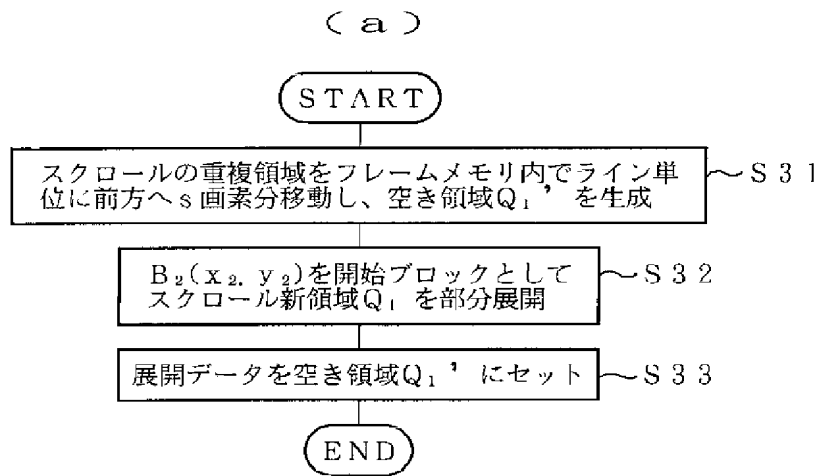 (a)
START
スクロールの重複領域をフレームメモリ内でライン単
位に前方へs画素分移動し、空き領域Q₁'を生成
S31
B₂(x₂, y₂)を開始ブロックとして
スクロール新領域Q₁を部分展開
S32
展開データを空き領域Q₁'にセット
S33
END